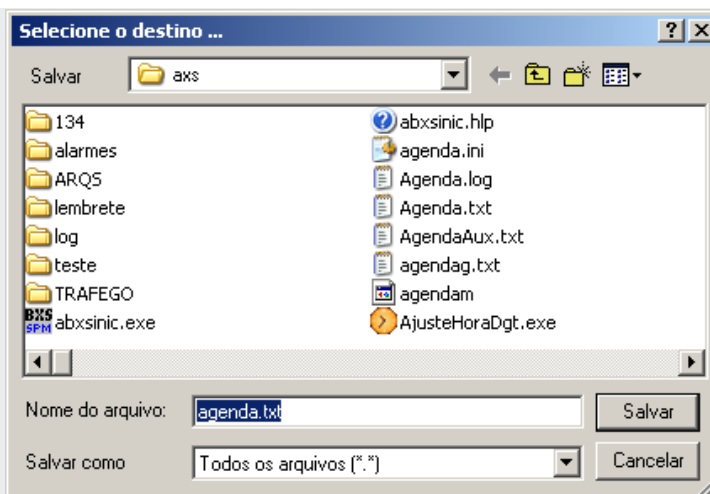 Selecione o destino ...
Salvar axs
134
alarmes
ARQS
lembrete
log
teste
TRAFEGO
BXS SPM abxsinic.exe
abxsinic.hlp
agenda.ini
Agenda.log
Agenda.txt
AgendaAux.txt
agendag.txt
agendam
AjusteHoraDgt.exe
Nome do arquivo: agenda.txt Salvar
Salvar como Todos os arquivos (*.*) Cancelar